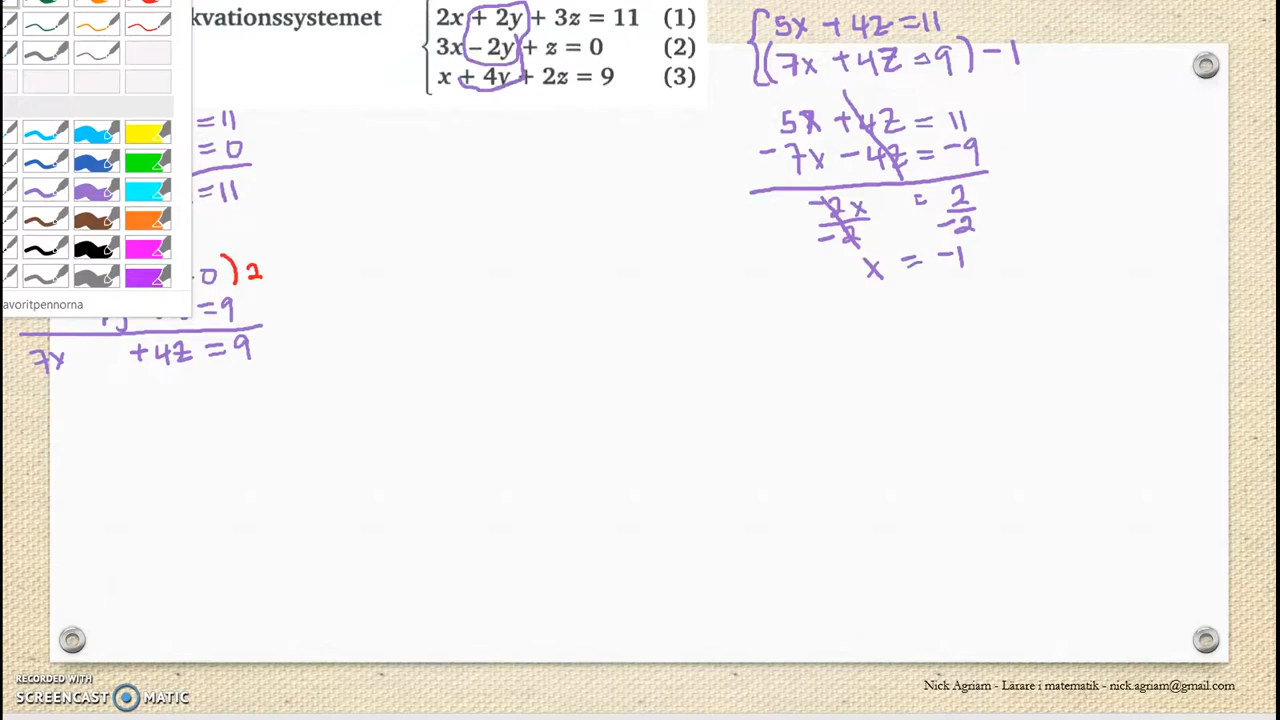 kvationssystemet
2x + 2y + 3z = 11 (1)
3x − 2y + z = 0 (2)
x + 4y + 2z = 9 (3)
= 11
= 0
= 11
0 ) 2
= 9
7x + 4z = 9
avoritpennorna
5x + 4z = 11
(7x + 4z = 9) − 1
5x + 4z = 11
− 7x − 4z = −9
−2x = 2
−2 −2
x = −1
RECORDED WITH
SCREENCAST MATIC
Nick Agriam - Lärare i matematik - nick.agriam@gmail.com